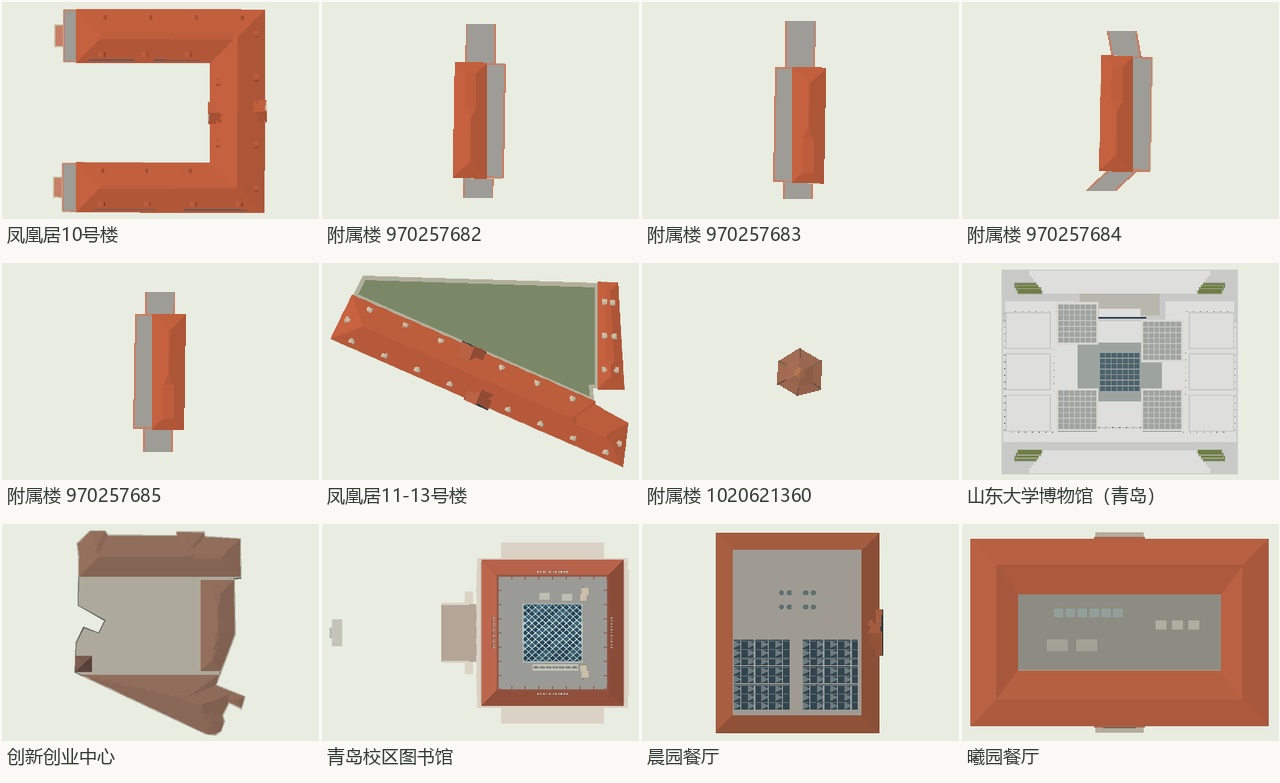 凤凰居10号楼
附属楼 970257682
附属楼 970257683
附属楼 970257684
附属楼 970257685
凤凰居11-13号楼
附属楼 1020621360
山东大学博物馆（青岛）
创新创业中心
青岛校区图书馆
晨园餐厅
曦园餐厅